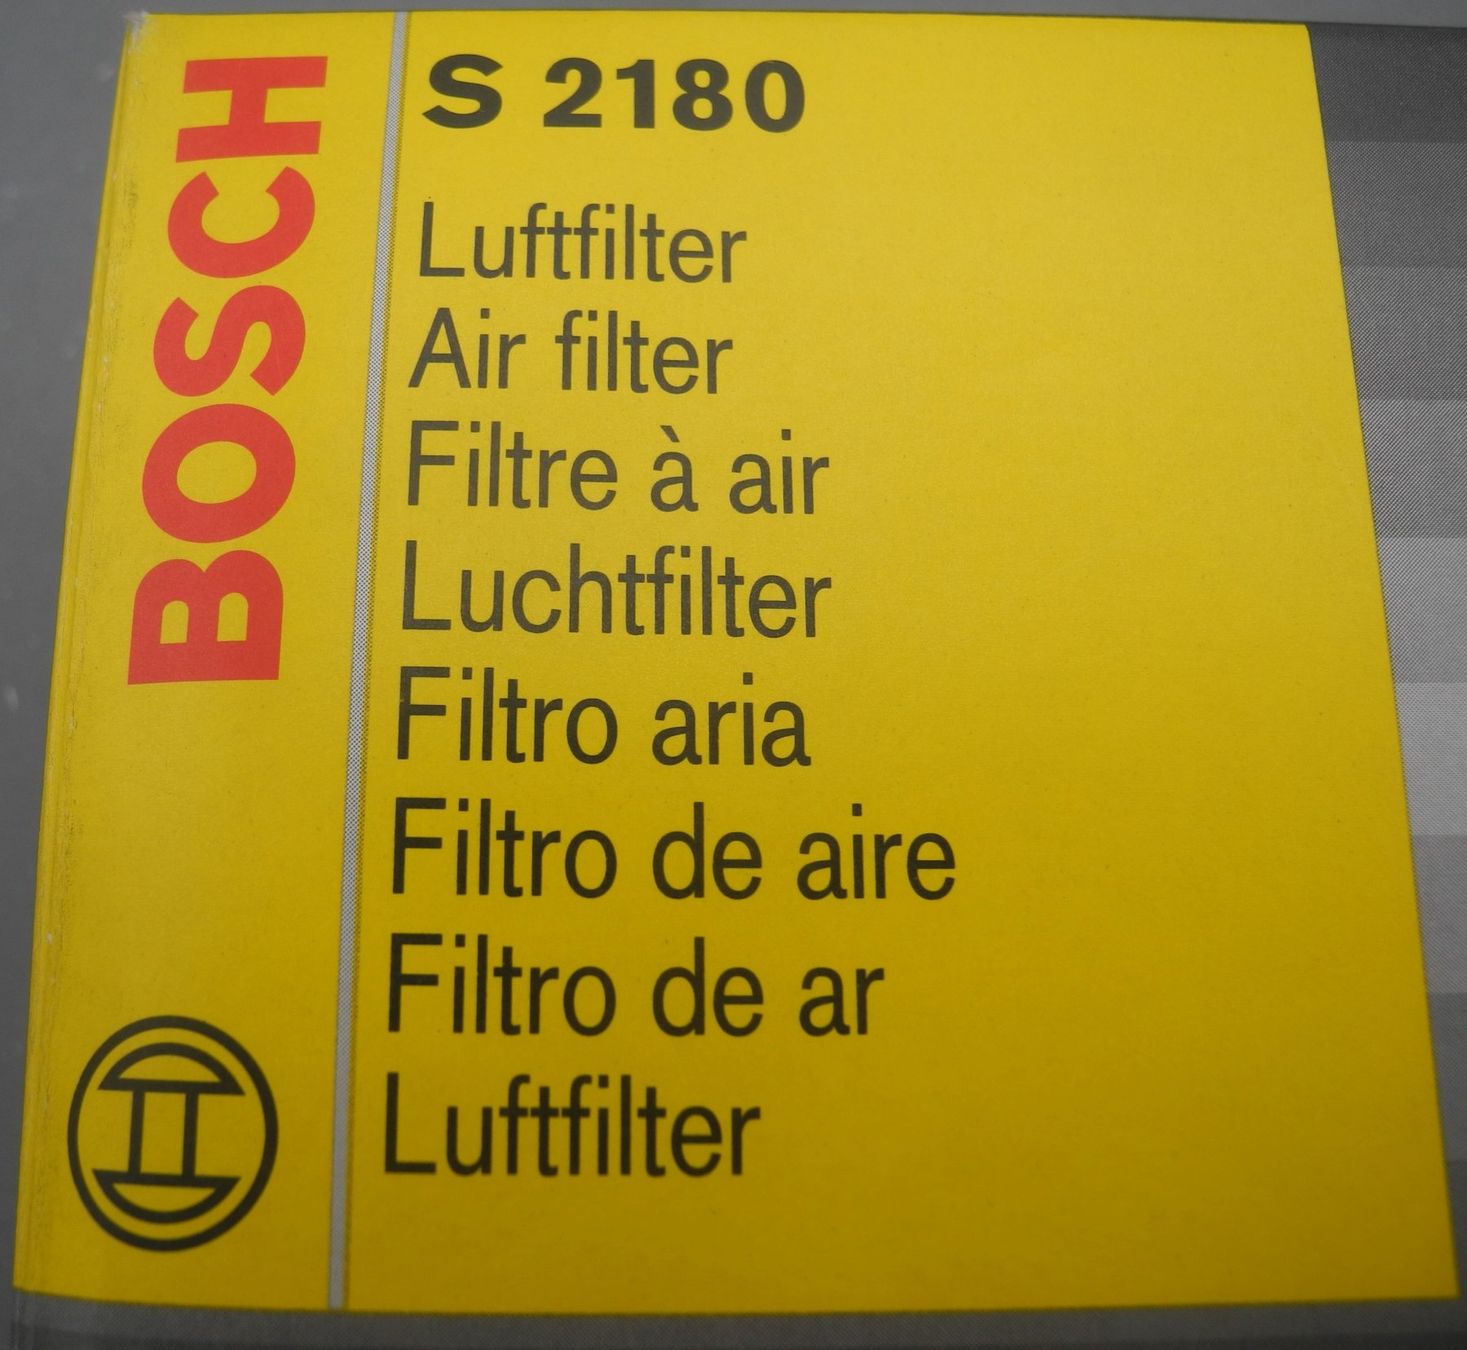 BOSCH
S 2180
Luftfilter
Air filter
Filtre à air
Luchtfilter
Filtro aria
Filtro de aire
Filtro de ar
Luftfilter